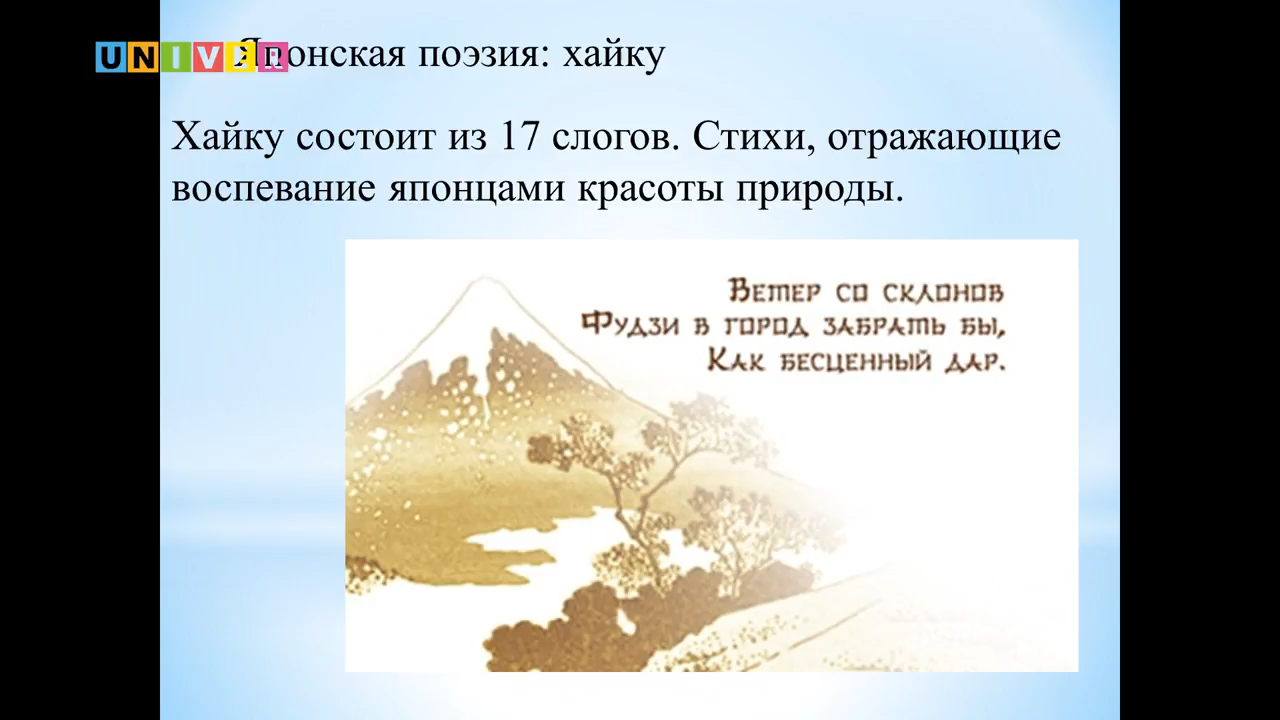 UNIVER
Японская поэзия: хайку
Хайку состоит из 17 слогов. Стихи, отражающие
воспевание японцами красоты природы.
Ветер со склонов
Фудзи в город забрать бы,
Как бесценный дар.